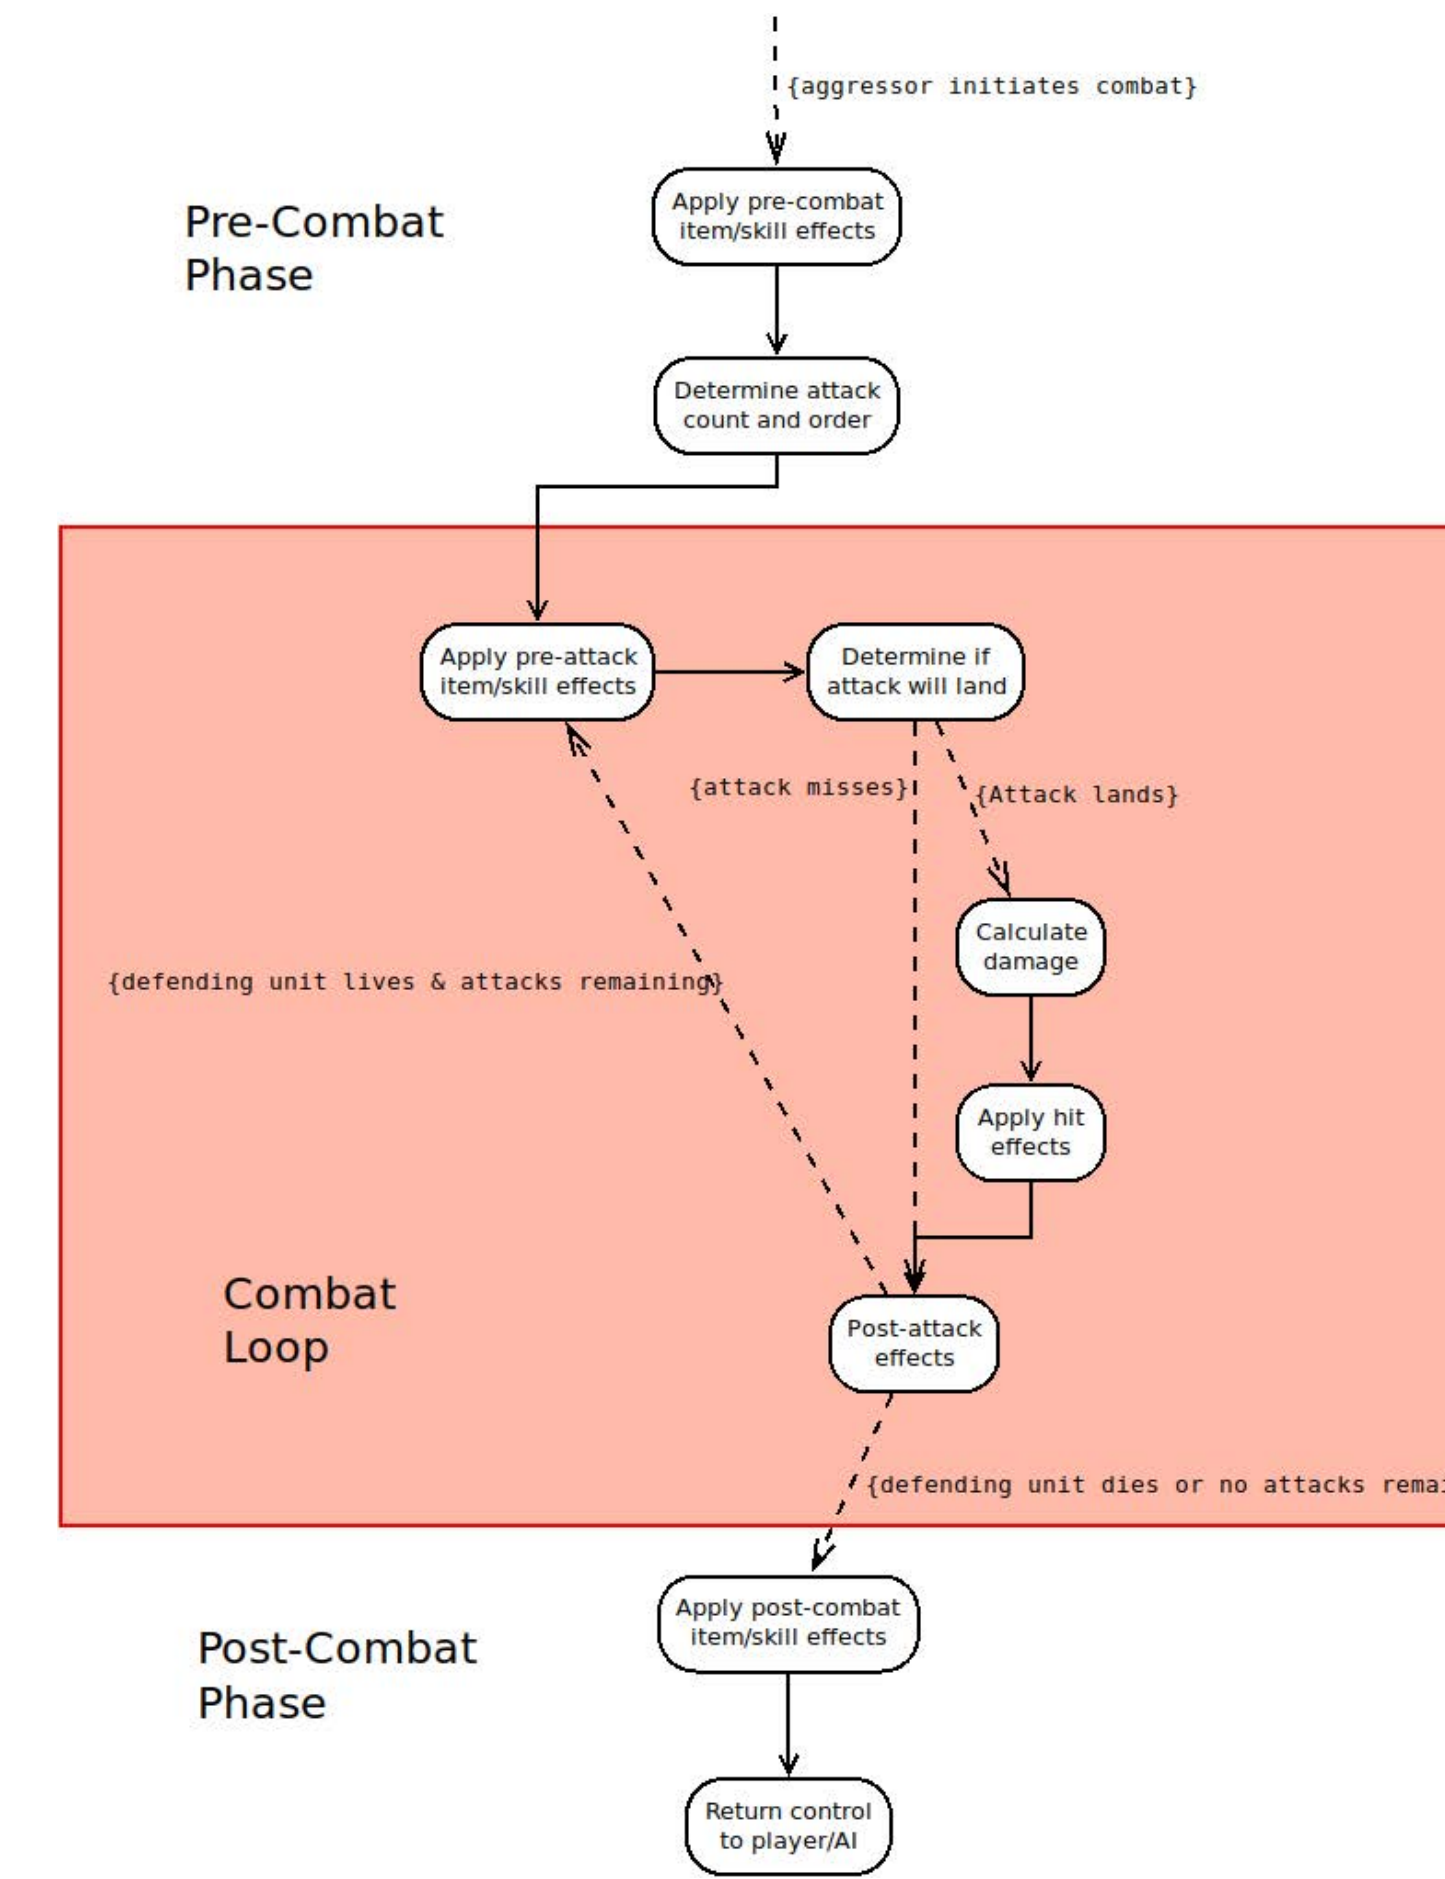 {aggressor initiates combat}
Apply pre-combat
item/skill effects
Pre-Combat
Phase
Determine attack
count and order
Apply pre-attack
item/skill effects
Determine if
attack will land
{attack misses}
{Attack lands}
Calculate
damage
{defending unit lives & attacks remaining}
Apply hit
effects
Combat
Loop
Post-attack
effects
{defending unit dies or no attacks
Apply post-combat
item/skill effects
Post-Combat
Phase
Return control
to player/AI